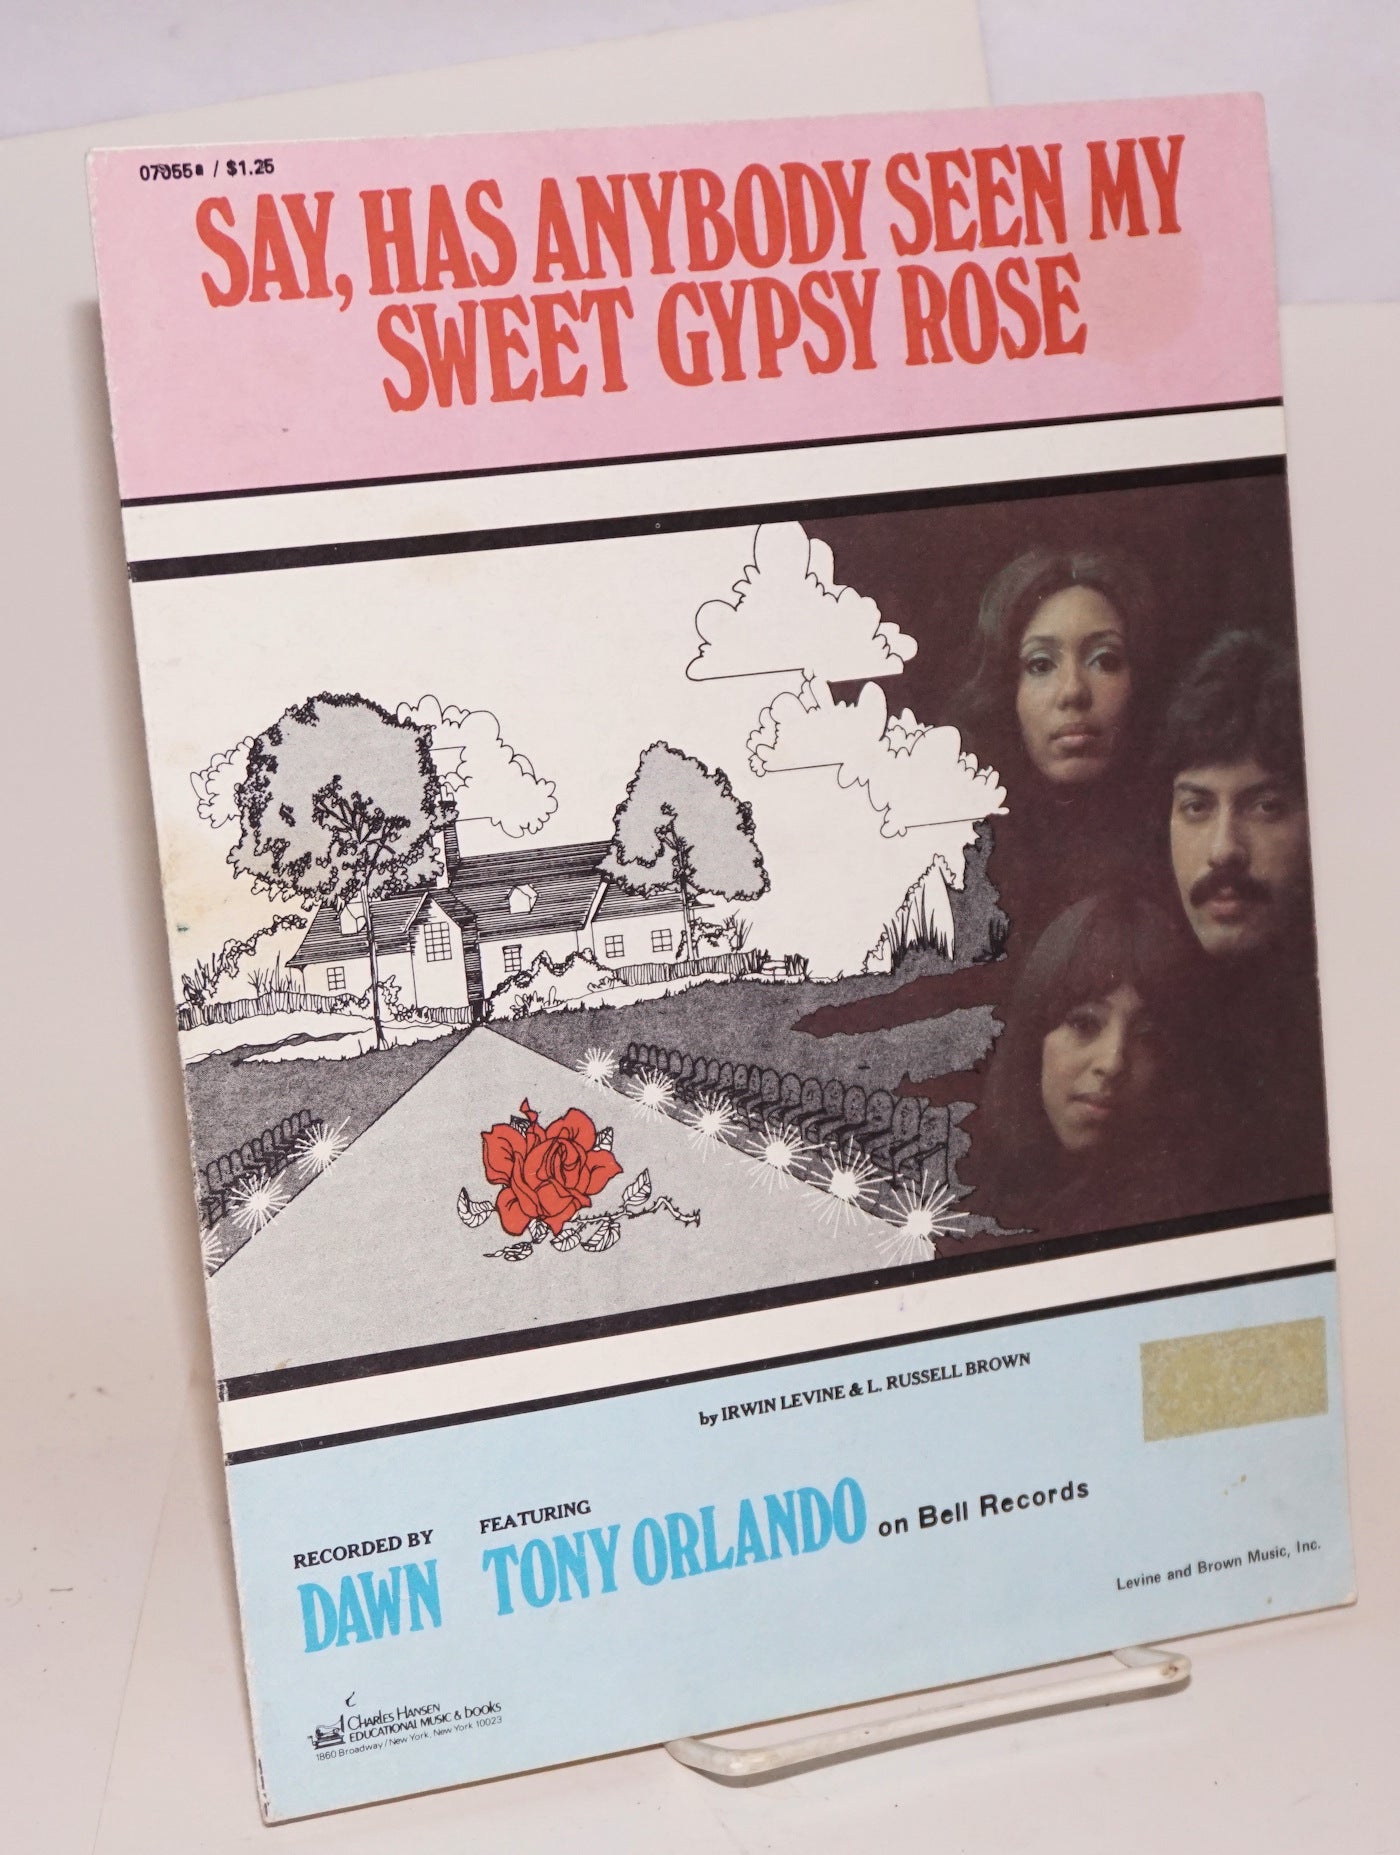 / $1.25
SAY, HAS ANYBODY SEEN MY
SWEET GYPSY ROSE
by IRWIN LEVINE & L. RUSSELL BROWN
RECORDED BY
DAWN
FEATURING
TONY ORLANDO
on Bell Records
Levine and Brown Music, Inc.
CHARLES HANSEN
EDUCATIONAL MUSIC & books
1860 Broadway / New York, New York 10023